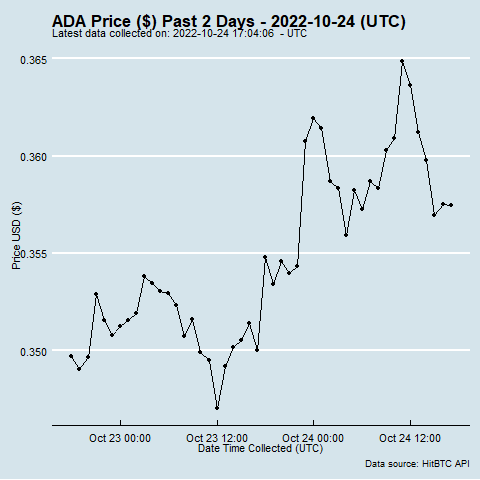 ADA Price ($) Past 2 Days - 2022-10-24 (UTC)
Latest data collected on: 2022-10-24 17:04:06  - UTC
0.365
0.360
0.355
0.350
Price USD ($)
Oct 23 00:00
Oct 23 12:00
Oct 24 00:00
Oct 24 12:00
Date Time Collected (UTC)
Data source: HitBTC API